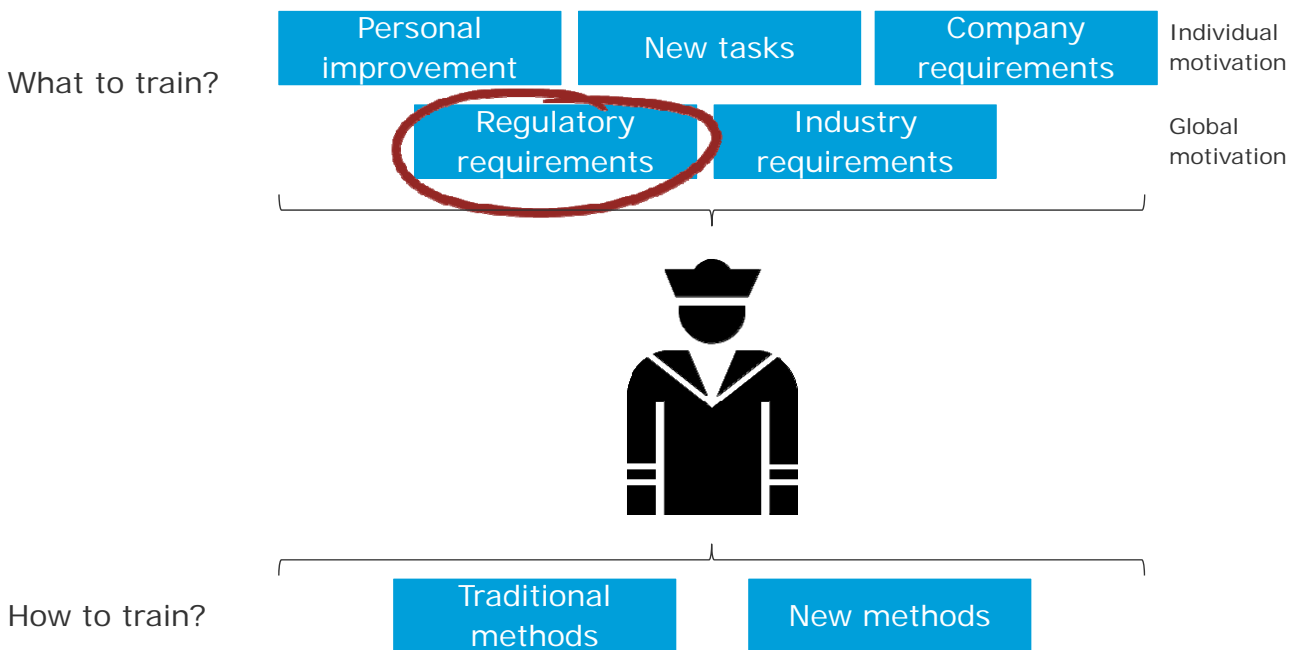 Personal
improvement
New tasks
Company
requirements
Individual
motivation
What to train?
Regulatory
requirements
Industry
requirements
Global
motivation
How to train?
Traditional
methods
New methods